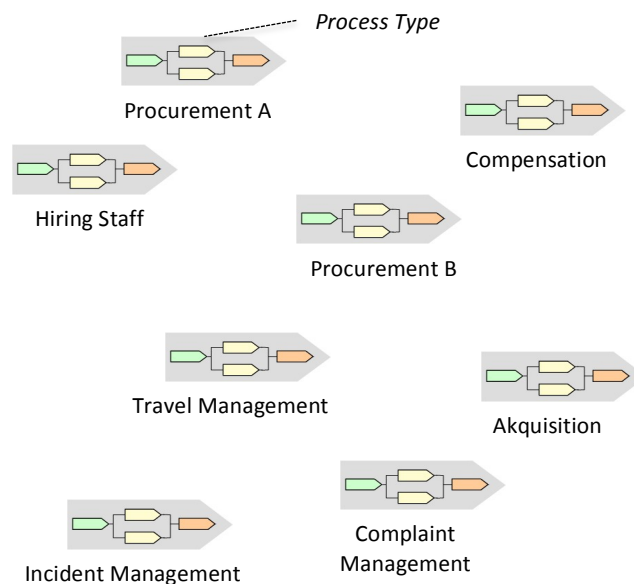 Process Type
Procurement A
Compensation
Hiring Staff
Procurement B
Travel Management
Akquisition
Complaint
Management
Incident Management